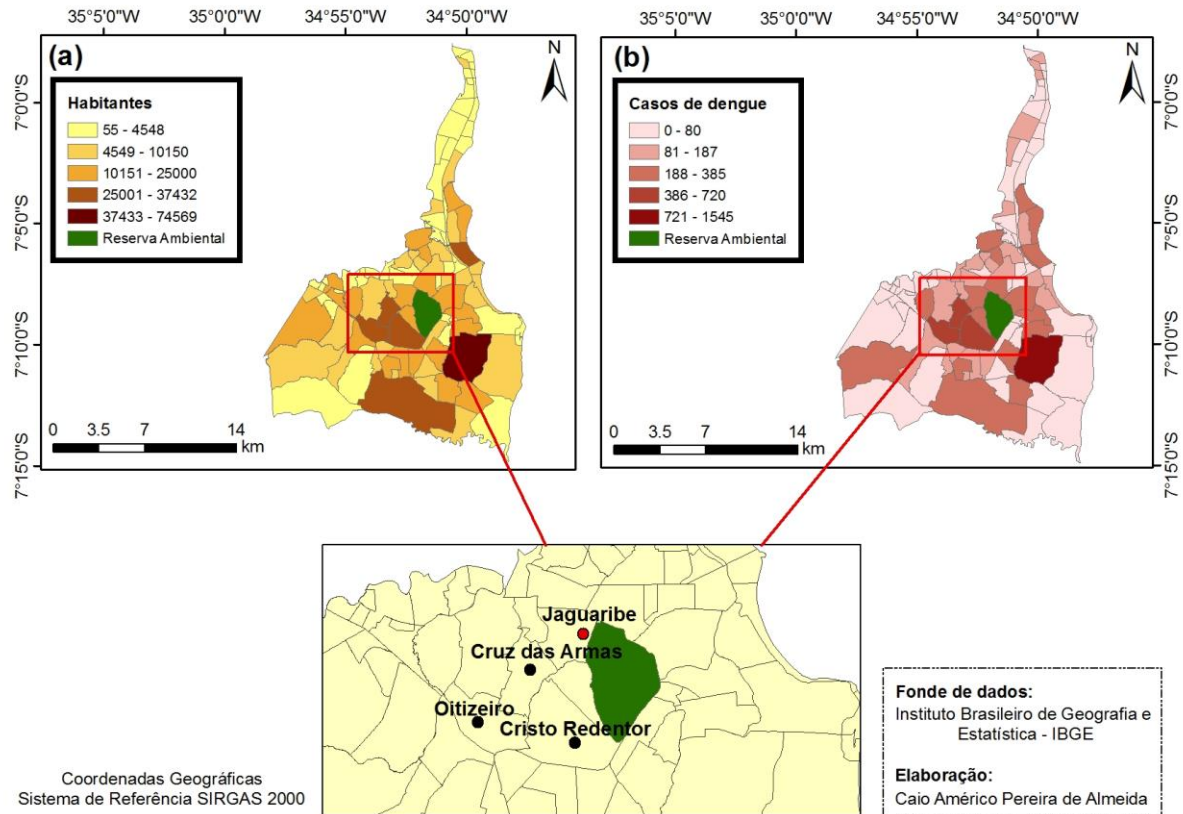 35°5'0"W 35°0'0"W 34°55'0"W 34°50'0"W 34°55'0"W 34°50'0"W 34°55'0"W 34°50'0"W
(a)
N
Habitantes
55 - 4548
4549 - 10150
10151 - 25000
25001 - 37432
37433 - 74569
Reserva Ambiental
0 3.5 7 14
km
7°0'0"S
7°5'0"S
7°10'0"S
7°15'0"S
(b)
N
Casos de dengue
0 - 80
81 - 187
188 - 385
386 - 720
721 - 1545
Reserva Ambiental
0 3.5 7 14
km
7°0'0"S
7°5'0"S
7°10'0"S
7°15'0"S
Jaguaribe
Cruz das Armas
Oitizeiro
Cristo Redentor
Coordenadas Geográficas
Sistema de Referência SIRGAS 2000
Fonde de dados:
Instituto Brasileiro de Geografia e
Estatística - IBGE
Elaboração:
Caio Américo Pereira de Almeida